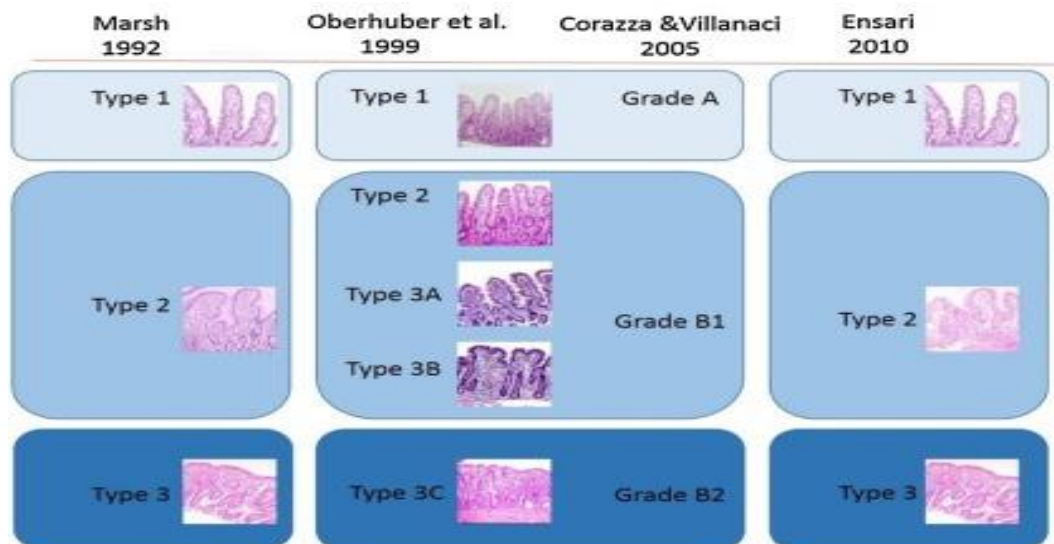 Marsh
1992
Oberhuber et al.
1999
Corazza &Villanaci
2005
Ensari
2010
Type 1
Type 1
Grade A
Type 1
Type 2
Type 3A
Type 3B
Type 2
Grade B1
Type 2
Type 3
Type 3C
Grade B2
Type 3